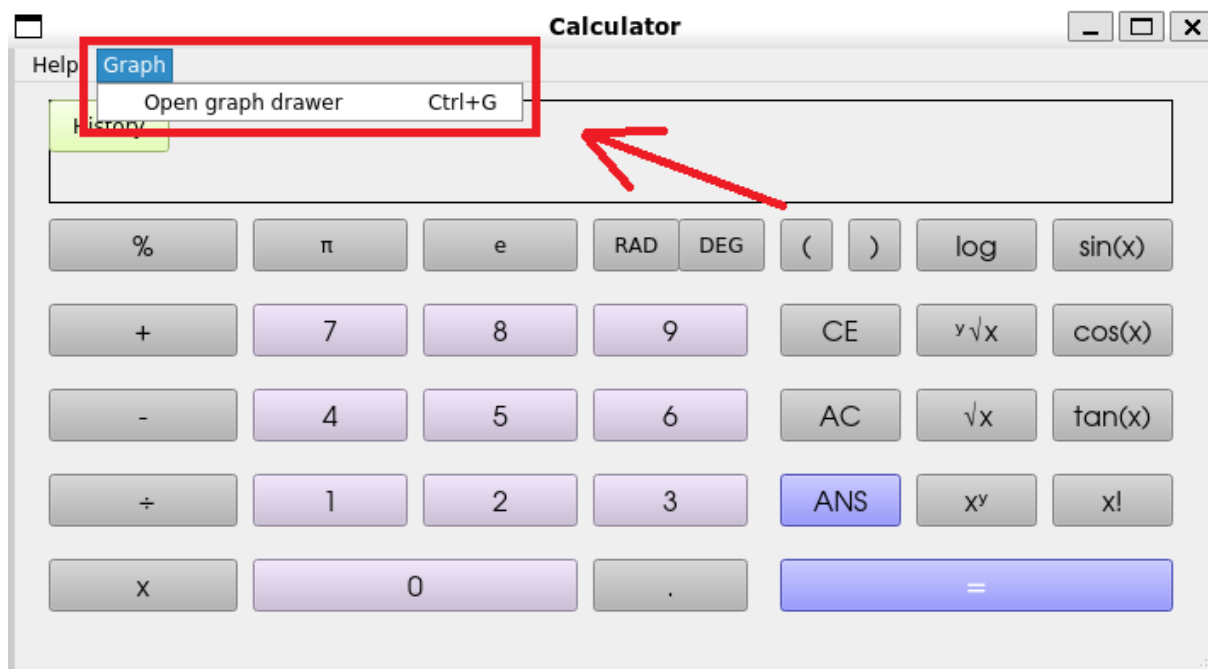 Calculator
Help Graph
Open graph drawer Ctrl+G
History
% π e RAD DEG ( ) log sin(x)
+ 7 8 9 CE ʸ√x cos(x)
- 4 5 6 AC √x tan(x)
÷ 1 2 3 ANS xʸ x!
x 0 . =